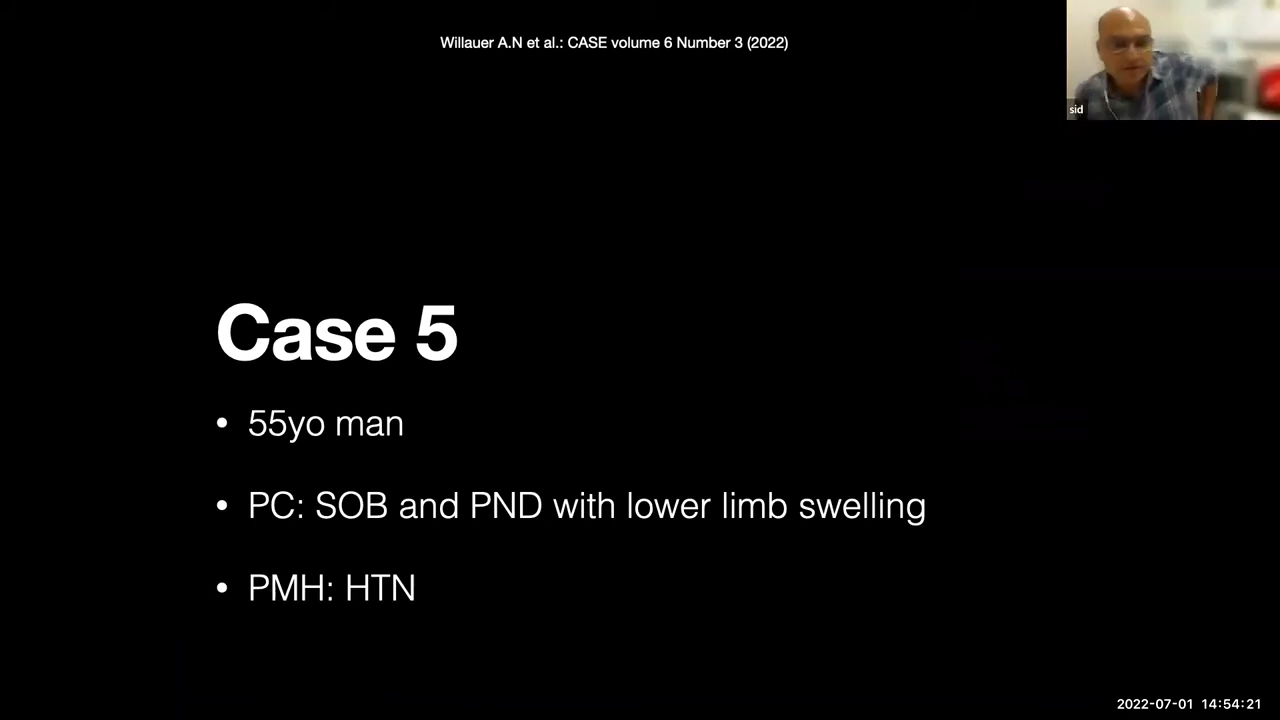 Willauer A.N et al.: CASE volume 6 Number 3 (2022)
sid
Case 5
• 55yo man
• PC: SOB and PND with lower limb swelling
• PMH: HTN
2022-07-01 14:54:21